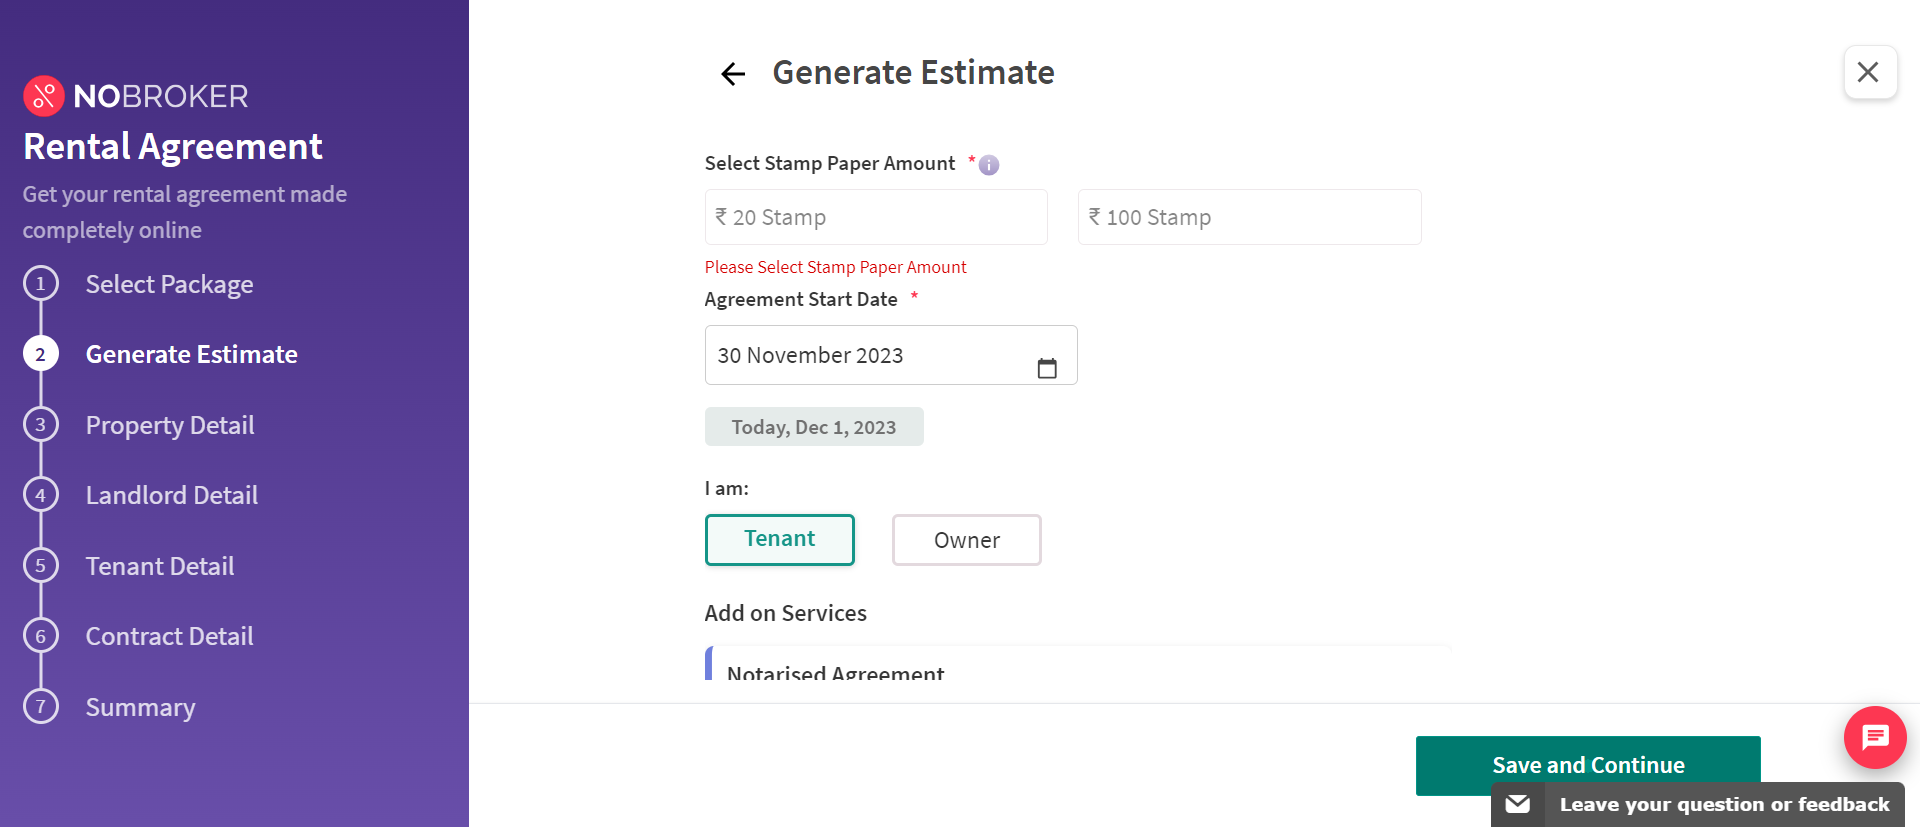 NOBROKER
Rental Agreement
Get your rental agreement made
completely online
1 Select Package
2 Generate Estimate
3 Property Detail
4 Landlord Detail
5 Tenant Detail
6 Contract Detail
7 Summary
Generate Estimate
Select Stamp Paper Amount * i
₹ 20 Stamp ₹ 100 Stamp
Please Select Stamp Paper Amount
Agreement Start Date *
30 November 2023
Today, Dec 1, 2023
I am:
Tenant Owner
Add on Services
Notarised Agreement
Save and Continue
Leave your question or feedback